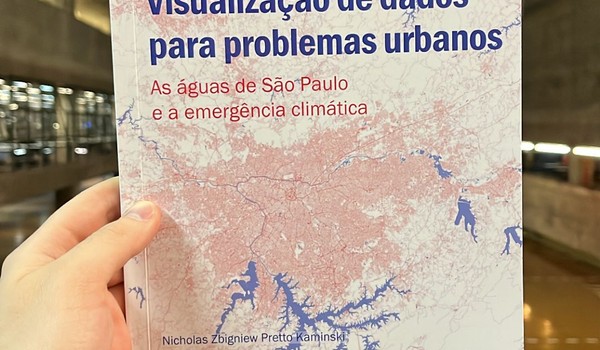 visualização de dados
para problemas urbanos
As águas de São Paulo
e a emergência climática
Nicholas Zbigniew Pretto Kaminski